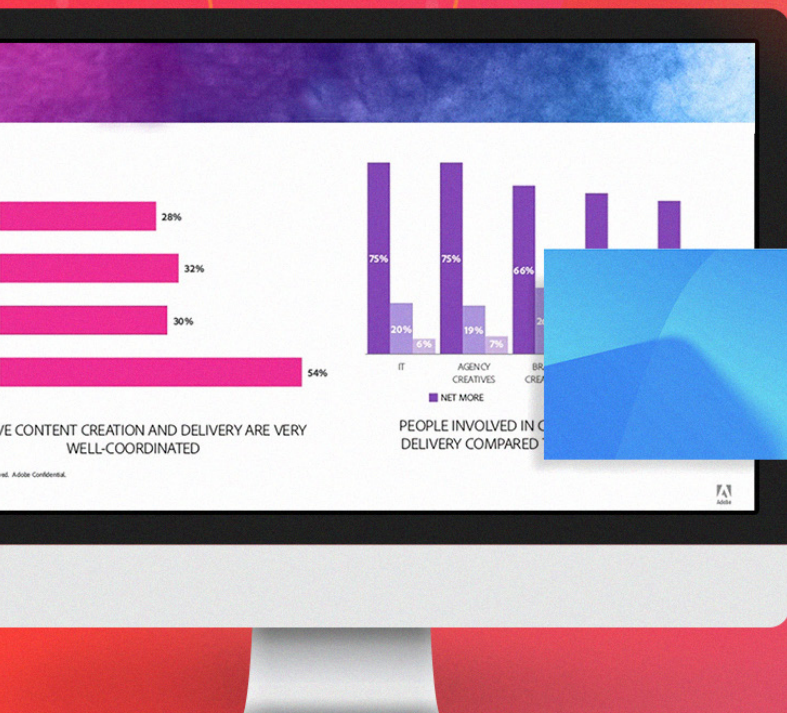 28%
32%
30%
54%
VE CONTENT CREATION AND DELIVERY ARE VERY
WELL-COORDINATED
Adobe Confidential.
75%
20%
6%
75%
19%
7%
66%
IT
AGENCY
CREATIVES
NET MORE
PEOPLE INVOLVED IN
DELIVERY COMPARED
Adobe